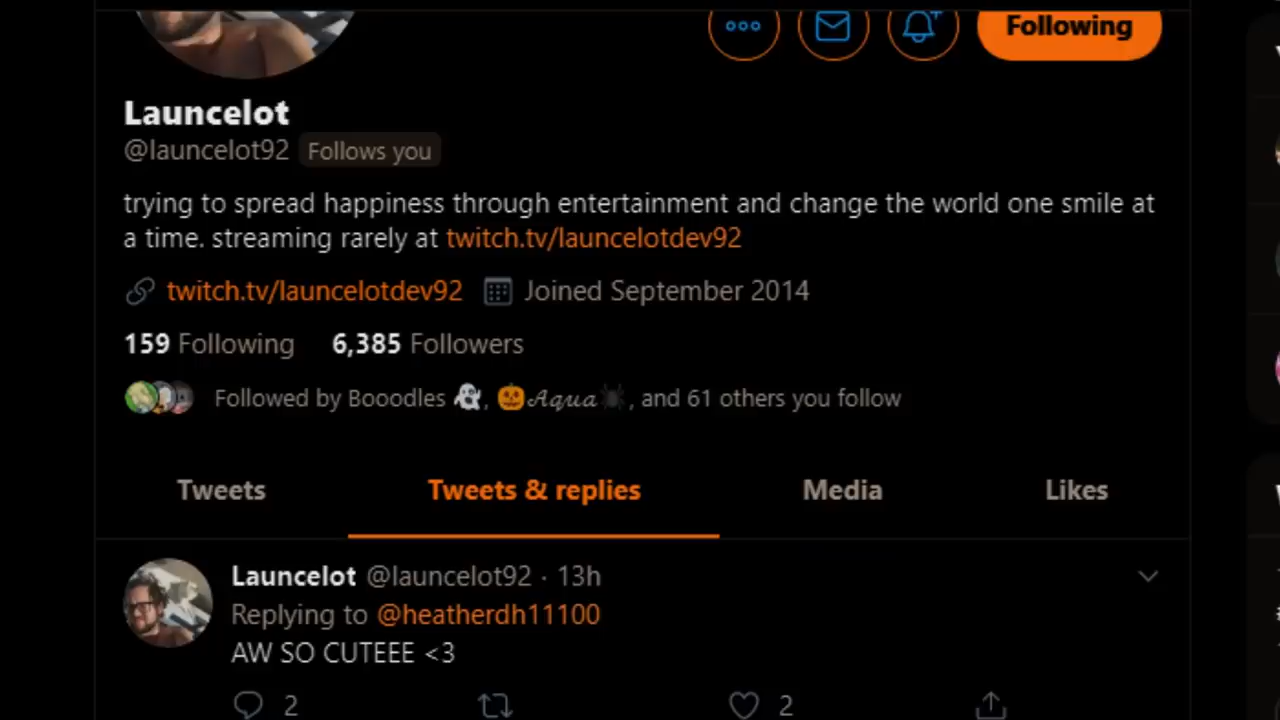 Following
Launcelot
@launcelot92 Follows you
trying to spread happiness through entertainment and change the world one smile at
a time. streaming rarely at twitch.tv/launcelotdev92
twitch.tv/launcelotdev92 Joined September 2014
159 Following 6,385 Followers
Followed by Booodles 👻, 🎃𝓐𝓺𝓾𝓪🕷, and 61 others you follow
Tweets Tweets & replies Media Likes
Launcelot @launcelot92 · 13h
Replying to @heatherdh11100
AW SO CUTEEE <3
2 2